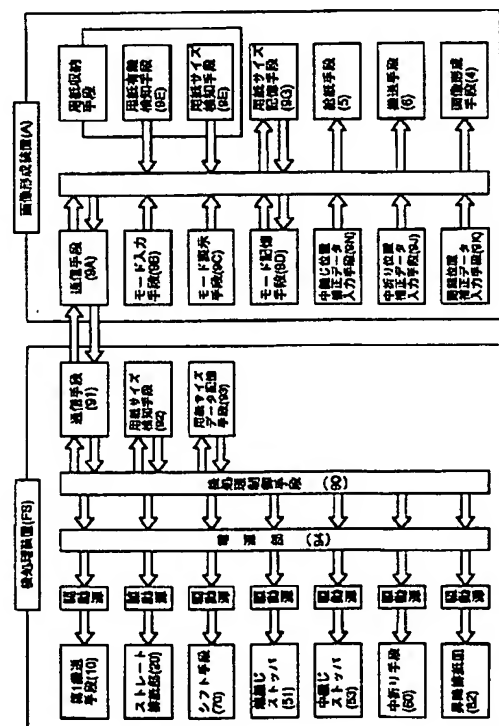 画像形成装置(A)
用紙収納
手段
用紙有無
検知手段
(9E)
用紙サイズ
検知手段
(9E)
用紙サイズ
記憶手段
(9G)
給紙手段
(5)
搬送手段
(6)
画像形成
手段(4)
通信手段
(9A)
モード入力
手段(9B)
モード表示
手段(9C)
モード記憶
手段(9D)
中綴じ位置
補正データ
入力手段(9N)
中折り位置
補正データ
入力手段(9J)
補正データ
入力手段(9K)
後処理装置(FS)
通信手段
(91)
用紙サイズ
検知手段
(92)
用紙サイズ
データ記憶
手段(93)
後処理制御手段(90)
電源部(94)
駆動源
駆動源
駆動源
駆動源
駆動源
駆動源
駆動源
第1搬送
手段(10)
ストレート
排紙部(20)
シフト手段
(70)
端綴じ
ストッパ
(51)
中綴じ
ストッパ
(53)
中折り手段
(60)
昇降排紙皿
(82)